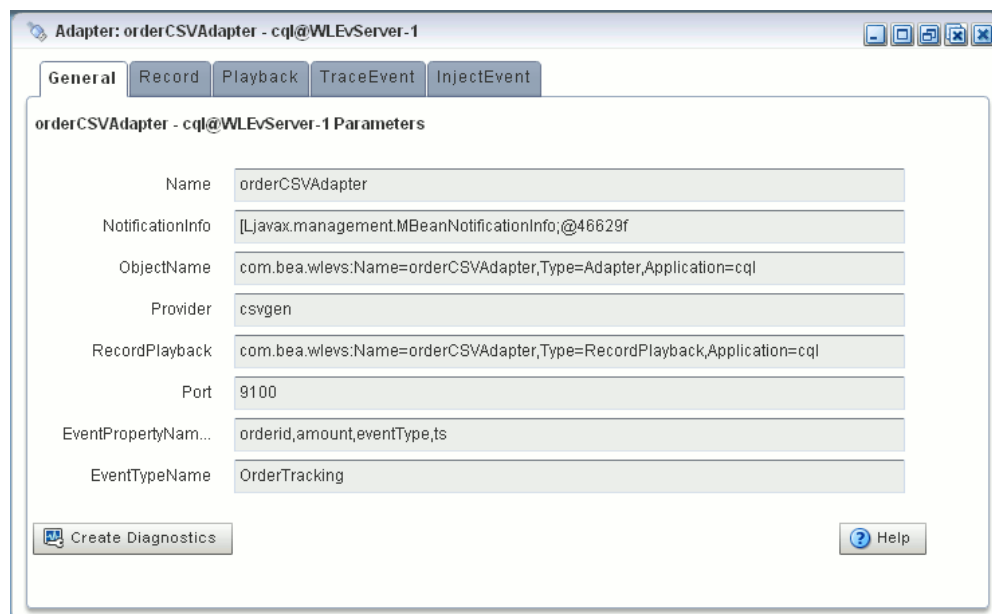 Adapter: orderCSVAdapter - cql@WLEvServer-1
General Record Playback TraceEvent InjectEvent
orderCSVAdapter - cql@WLEvServer-1 Parameters
Name orderCSVAdapter
NotificationInfo [Ljavax.management.MBeanNotificationInfo;@46629f
ObjectName com.bea.wlevs:Name=orderCSVAdapter,Type=Adapter,Application=cql
Provider csvgen
RecordPlayback com.bea.wlevs:Name=orderCSVAdapter,Type=RecordPlayback,Application=cql
Port 9100
EventPropertyNam... orderid,amount,eventType,ts
EventTypeName OrderTracking
Create Diagnostics Help